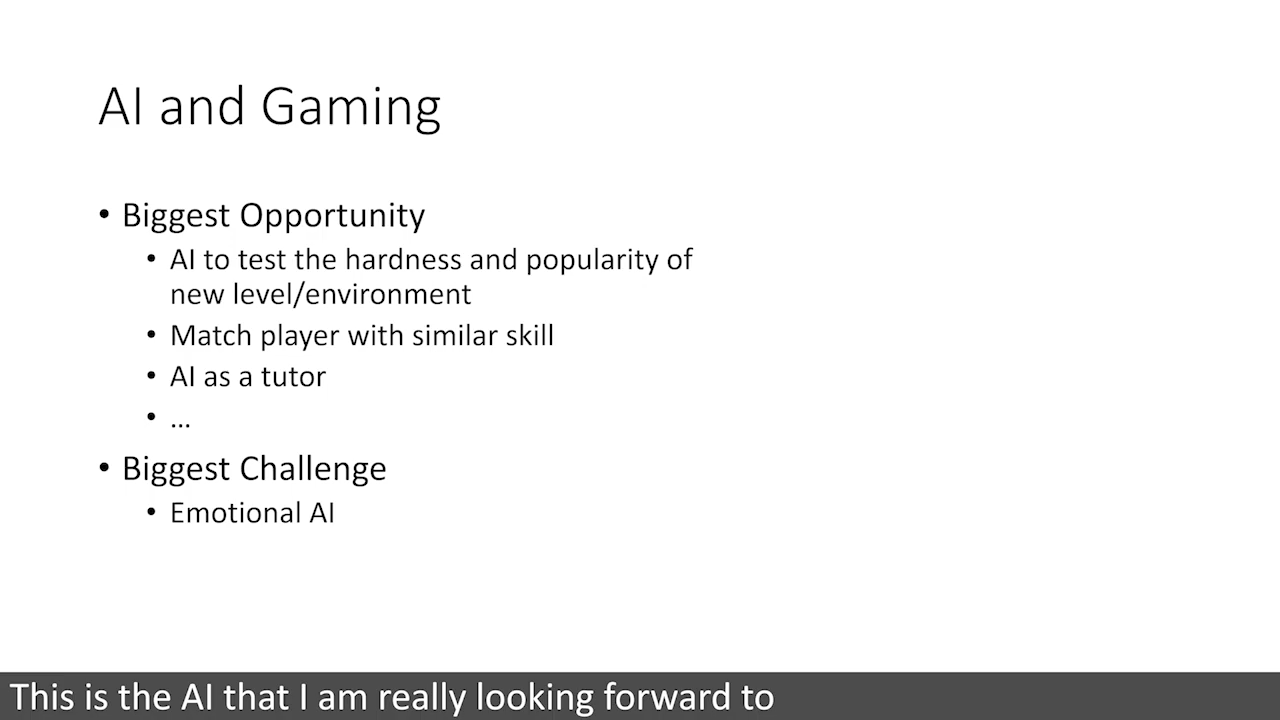 AI and Gaming
• Biggest Opportunity
• AI to test the hardness and popularity of
new level/environment
• Match player with similar skill
• AI as a tutor
• ...
• Biggest Challenge
• Emotional AI
This is the AI that I am really looking forward to